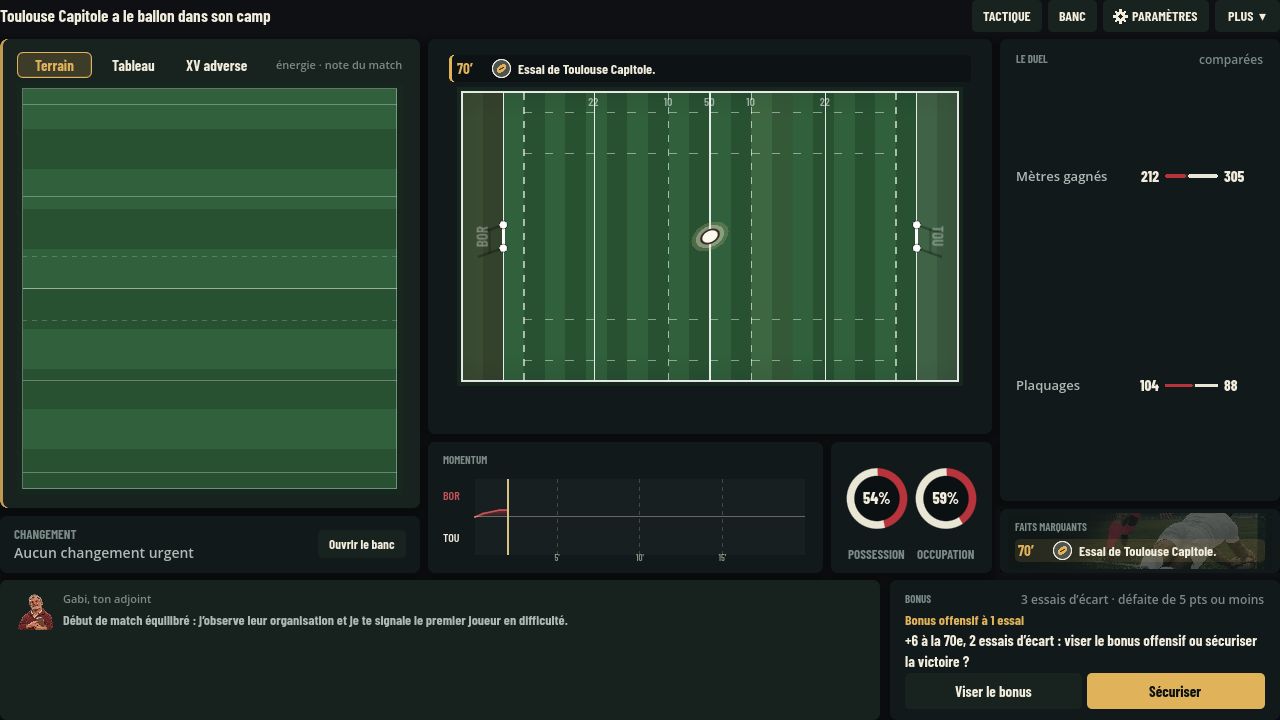 Toulouse Capitole a le ballon dans son camp
TACTIQUE
BANC
PARAMÈTRES
PLUS ▼
Terrain
Tableau
XV adverse
énergie · note du match
70’
Essai de Toulouse Capitole.
22
10
50
10
22
BOR
TOU
LE DUEL
comparées
Mètres gagnés
212
305
Plaquages
104
88
CHANGEMENT
Aucun changement urgent
Ouvrir le banc
MOMENTUM
BOR
TOU
5'
10'
15'
54%
59%
POSSESSION
OCCUPATION
FAITS MARQUANTS
70’
Essai de Toulouse Capitole.
Gabi, ton adjoint
Début de match équilibré : j’observe leur organisation et je te signale le premier joueur en difficulté.
BONUS
3 essais d’écart · défaite de 5 pts ou moins
Bonus offensif à 1 essai
+6 à la 70e, 2 essais d’écart : viser le bonus offensif ou sécuriser
la victoire ?
Viser le bonus
Sécuriser